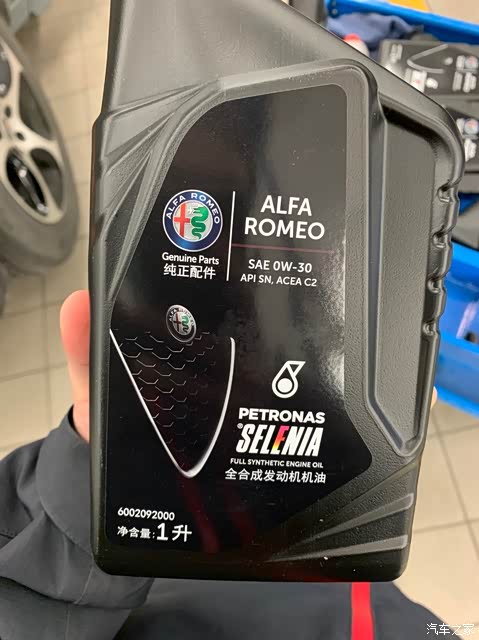 ALFA ROMEO
Genuine Parts
纯正配件
ALFA
ROMEO
SAE 0W-30
API SN, ACEA C2
PETRONAS
SELENIA
FULL SYNTHETIC ENGINE OIL
全合成发动机机油
6002092000
净含量:1升
汽车之家